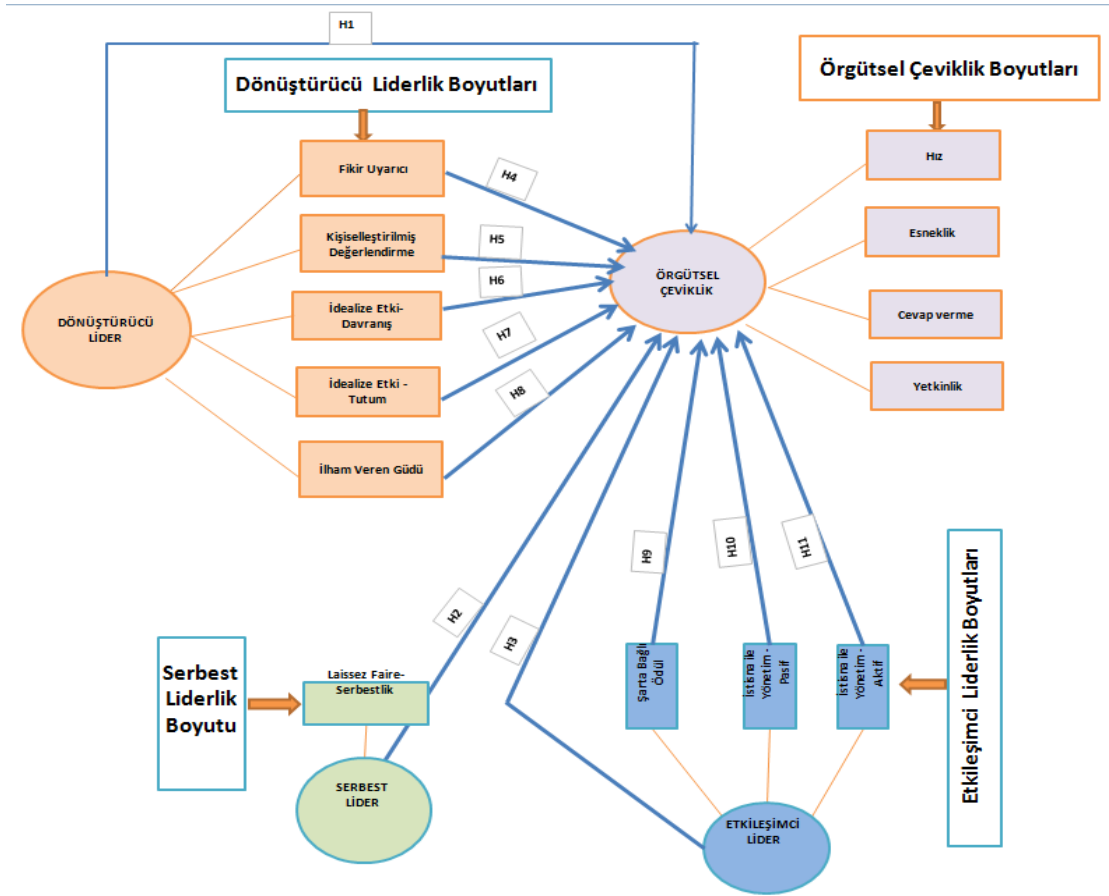 H1
Dönüştürücü Liderlik Boyutları
Örgütsel Çeviklik Boyutları
Fikir Uyarıcı
Kişiselleştirilmiş
Değerlendirme
İdealize Etki-
Davranış
İdealize Etki -
Tutum
İlham Veren Güdü
DÖNÜŞTÜRÜCÜ
LİDER
H4
H5
H6
H7
H8
ÖRGÜTSEL
ÇEVİKLİK
Hız
Esneklik
Cevap verme
Yetkinlik
H2
H3
H9
H10
H11
Serbest
Liderlik
Boyutu
Laissez Faire-
Serbestlik
SERBEST
LİDER
Şarta Bağlı
Ödül
İstisna ile
Yönetim -
Pasif
İstisna ile
Yönetim -
Aktif
Etkileşimci Liderlik Boyutları
ETKİLEŞİMCİ
LİDER